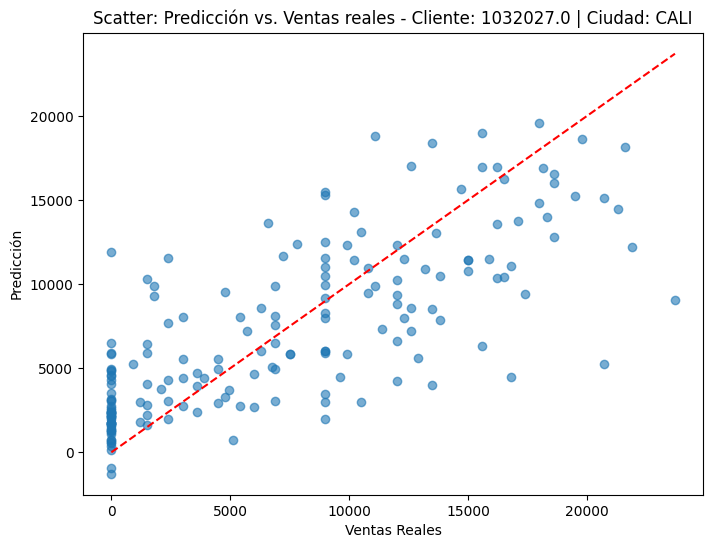 Scatter: Predicción vs. Ventas reales - Cliente: 1032027.0 | Ciudad: CALI
20000
15000
10000
5000
0
Predicción
0 5000 10000 15000 20000
Ventas Reales